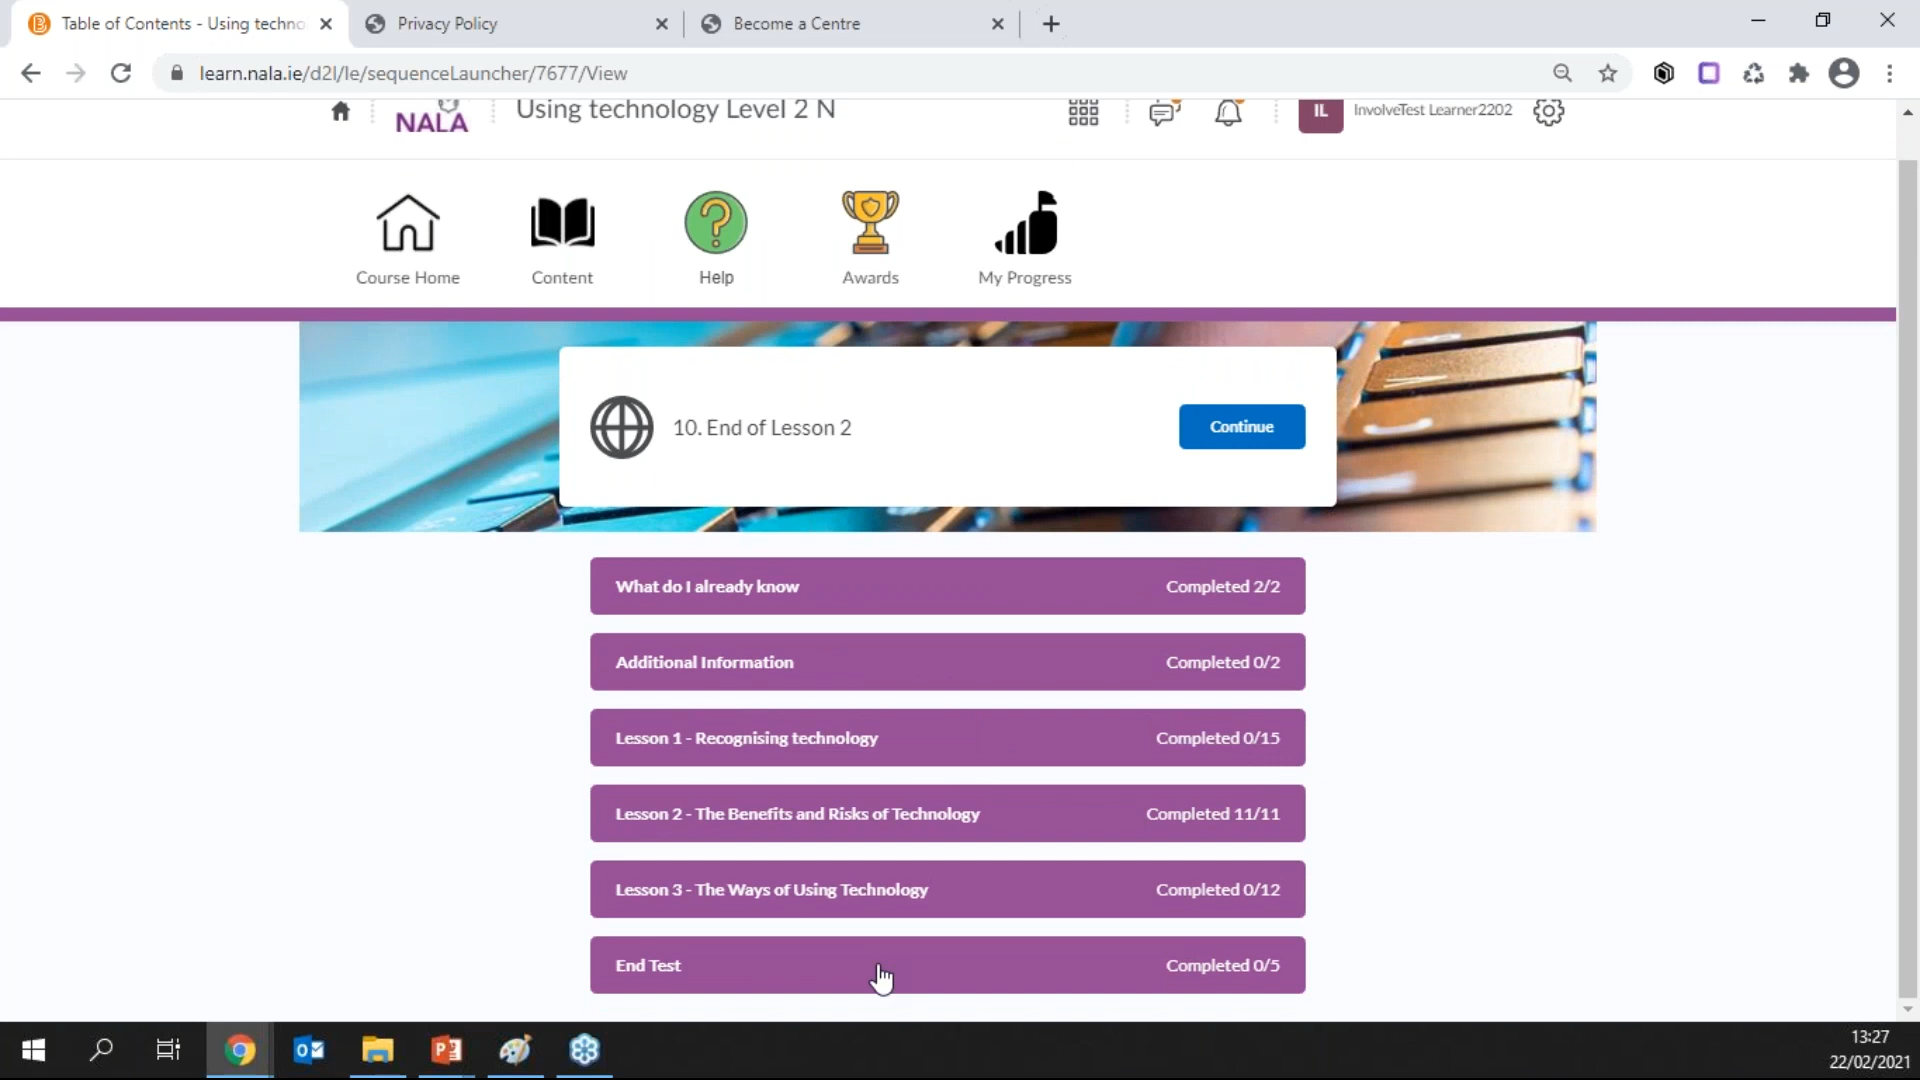 Table of Contents - Using techno
Privacy Policy
Become a Centre
learn.nala.ie/d2l/le/sequenceLauncher/7677/View
NALA
Using technology Level 2 N
IL
InvolveTest Learner2202
Course Home
Content
Help
Awards
My Progress
10. End of Lesson 2
Continue
What do I already know
Completed 2/2
Additional Information
Completed 0/2
Lesson 1 - Recognising technology
Completed 0/15
Lesson 2 - The Benefits and Risks of Technology
Completed 11/11
Lesson 3 - The Ways of Using Technology
Completed 0/12
End Test
Completed 0/5
13:27
22/02/2021